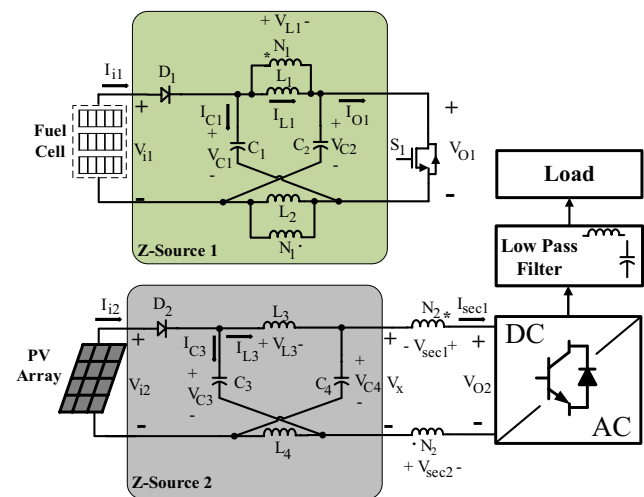 + V_L1 -
* N_1
L_1
I_i1
D_1
I_C1
I_L1
I_O1
+
Fuel
Cell
V_i1
-
+
V_C1
-
C_1
C_2
+
V_C2
-
S_1
+
V_O1
-
L_2
N_1 ·
Z-Source 1
Load
Low Pass
Filter
I_i2
D_2
L_3
I_C3
I_L3
+ V_L3 -
N_2 *
I_sec1
- V_sec1 +
PV
Array
+
V_i2
-
+
V_C3
-
C_3
C_4
+
V_C4
-
+
V_x
-
+
V_O2
-
DC
AC
L_4
· N_2
+ V_sec2 -
Z-Source 2